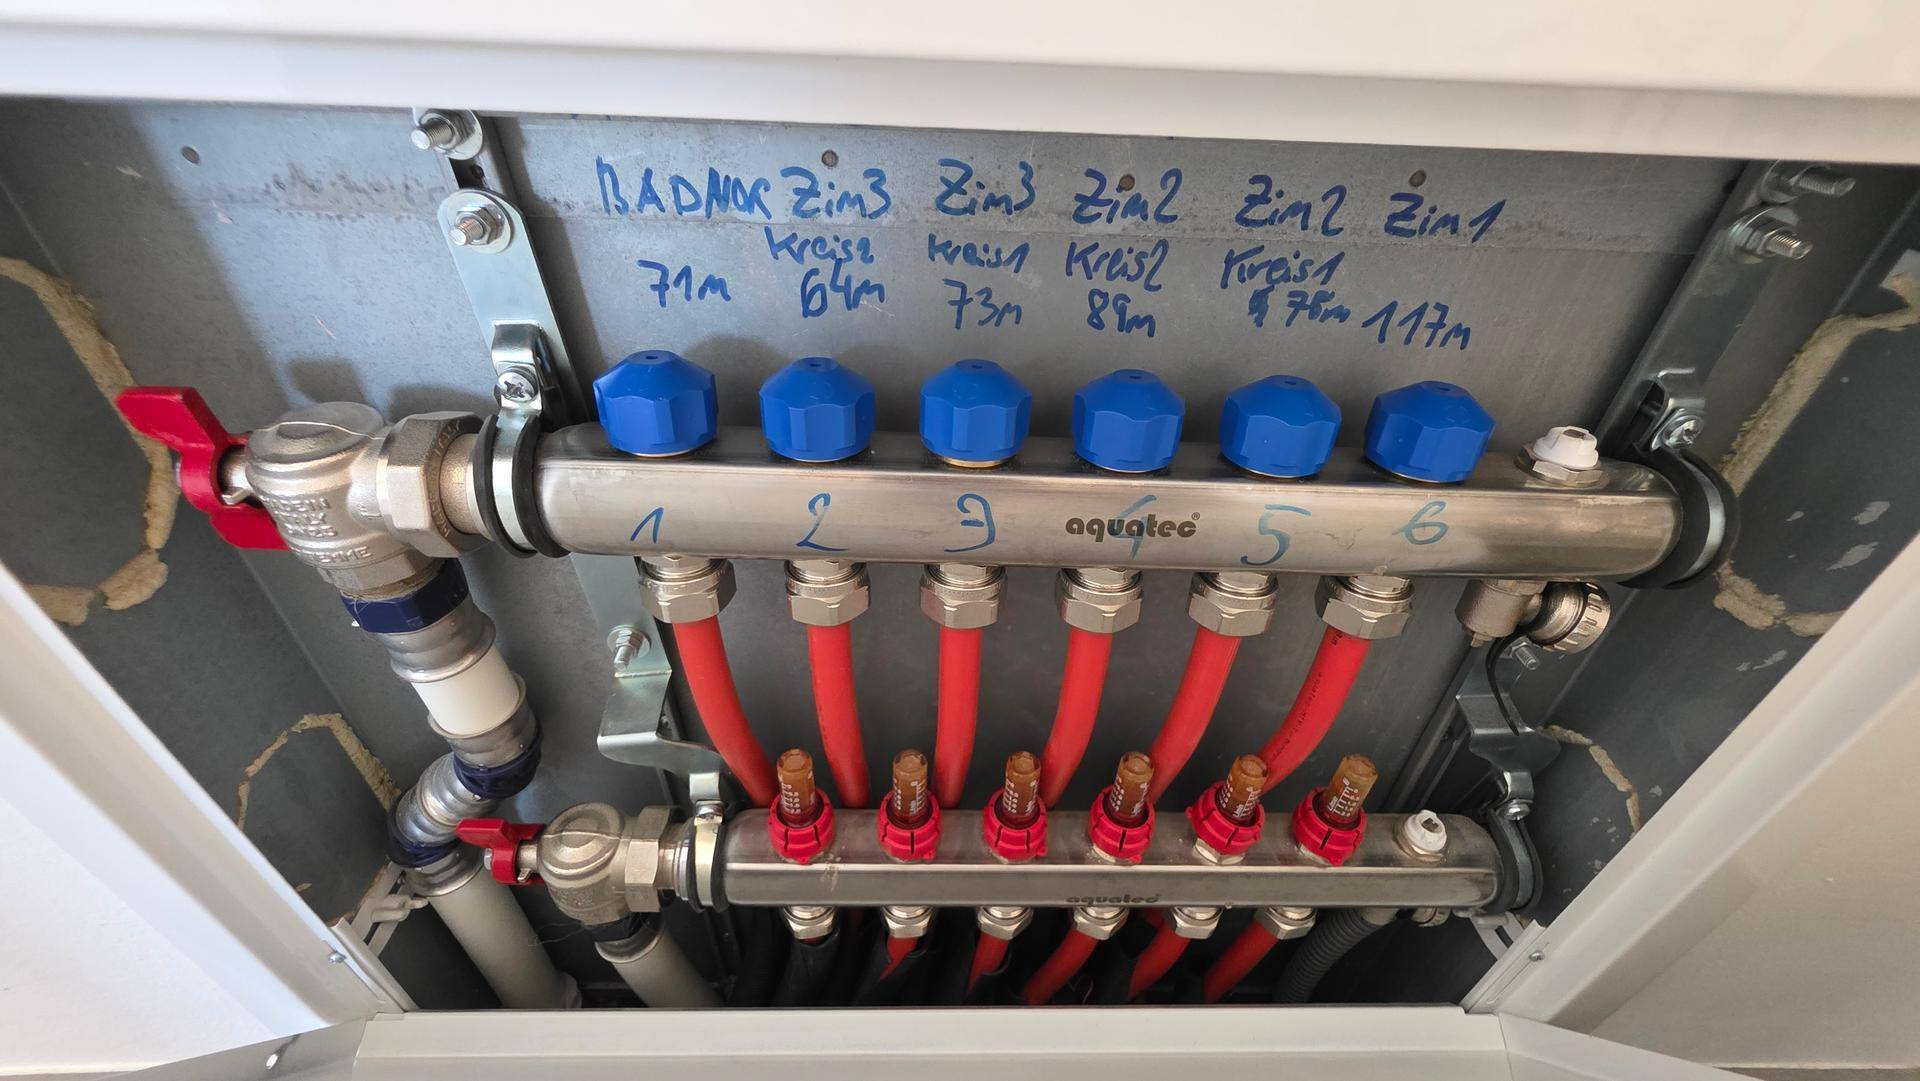 BADNOR Zim3 Zim3 Zim2 Zim2 Zim1
Kreis2 Kreis1 Kreis2 Kreis1
71m 64m 73m 89m 78m 117m
1 2 3 4 5 6
aquatec®
aquatec®
ITALY